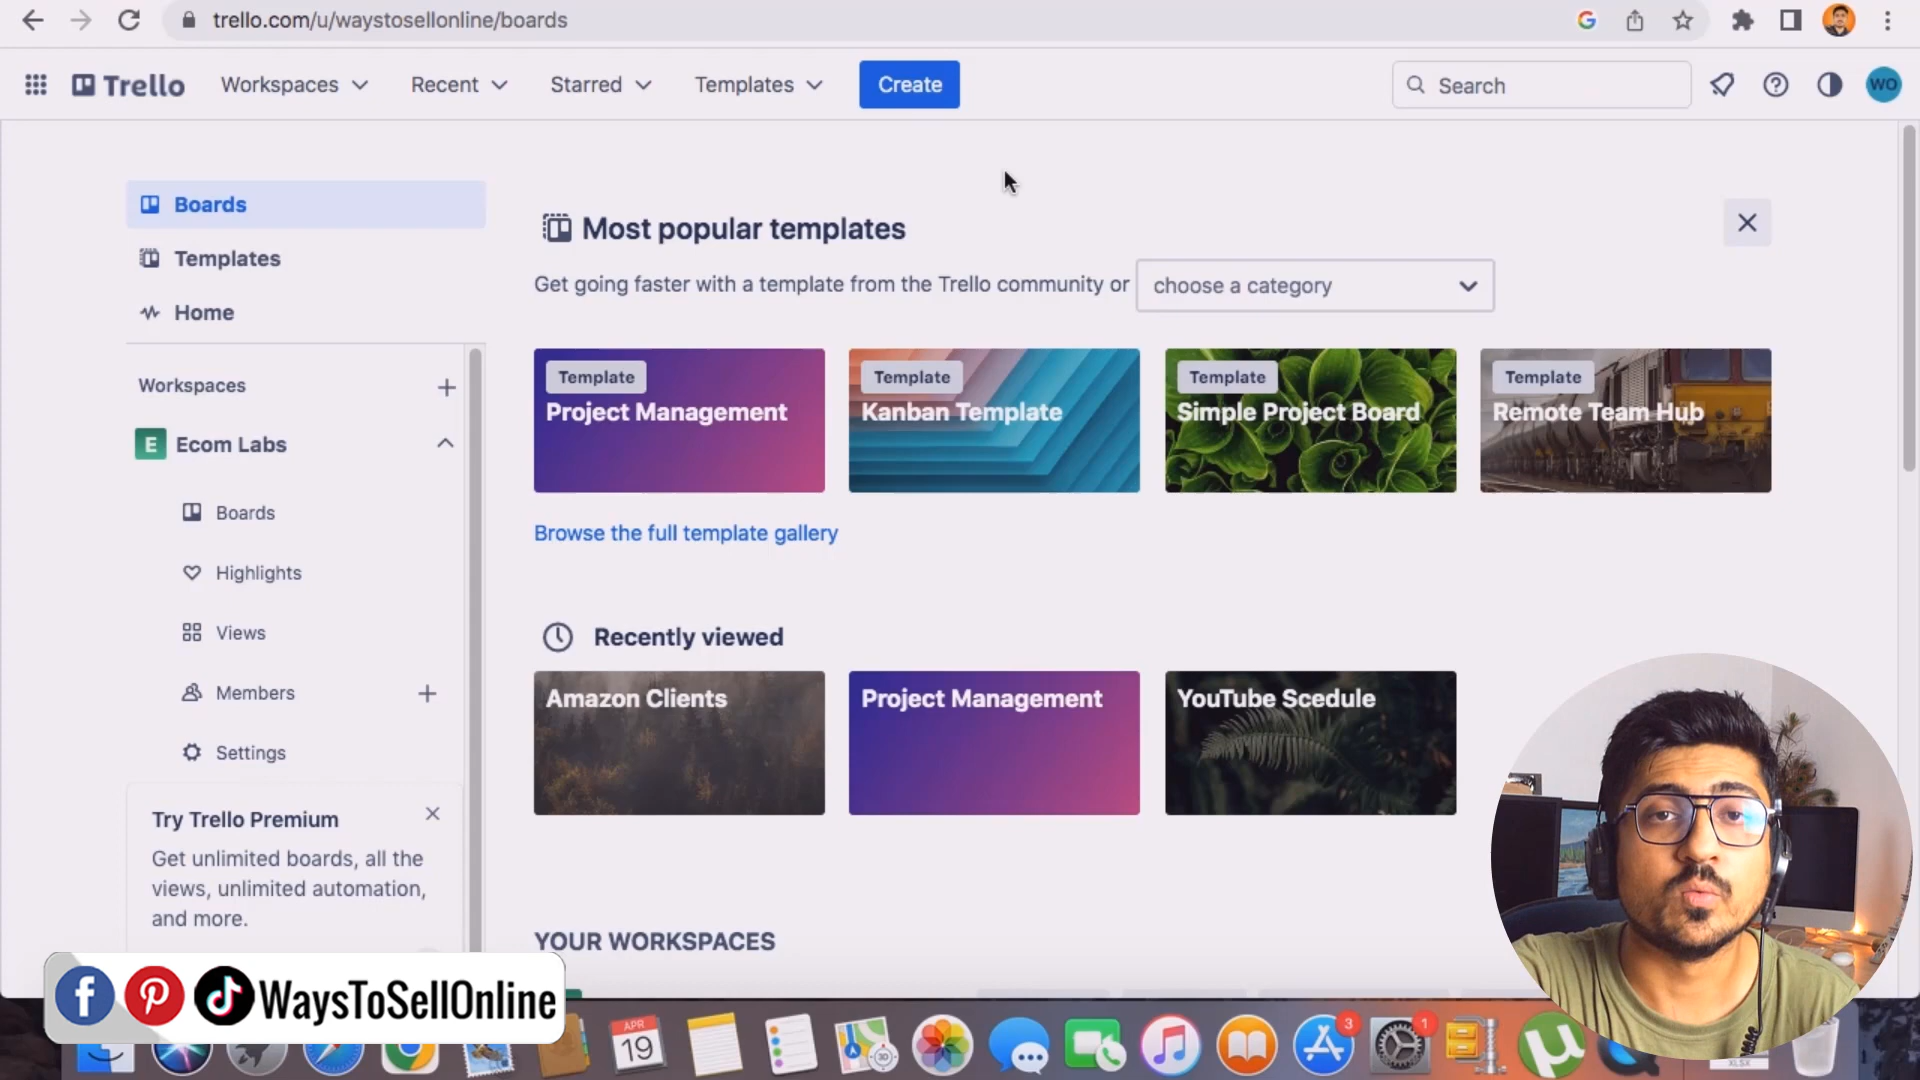 trello.com/u/waystosellonline/boards
Trello Workspaces Recent Starred Templates Create Search WO
Boards
Templates
Home
Workspaces
E Ecom Labs
Boards
Highlights
Views
Members
Settings
Try Trello Premium
Get unlimited boards, all the
views, unlimited automation,
and more.
Most popular templates
Get going faster with a template from the Trello community or choose a category
Template
Project Management
Template
Kanban Template
Template
Simple Project Board
Template
Remote Team Hub
Browse the full template gallery
Recently viewed
Amazon Clients
Project Management
YouTube Scedule
YOUR WORKSPACES
WaysToSellOnline
APR
19
3D
3
1
XLSX